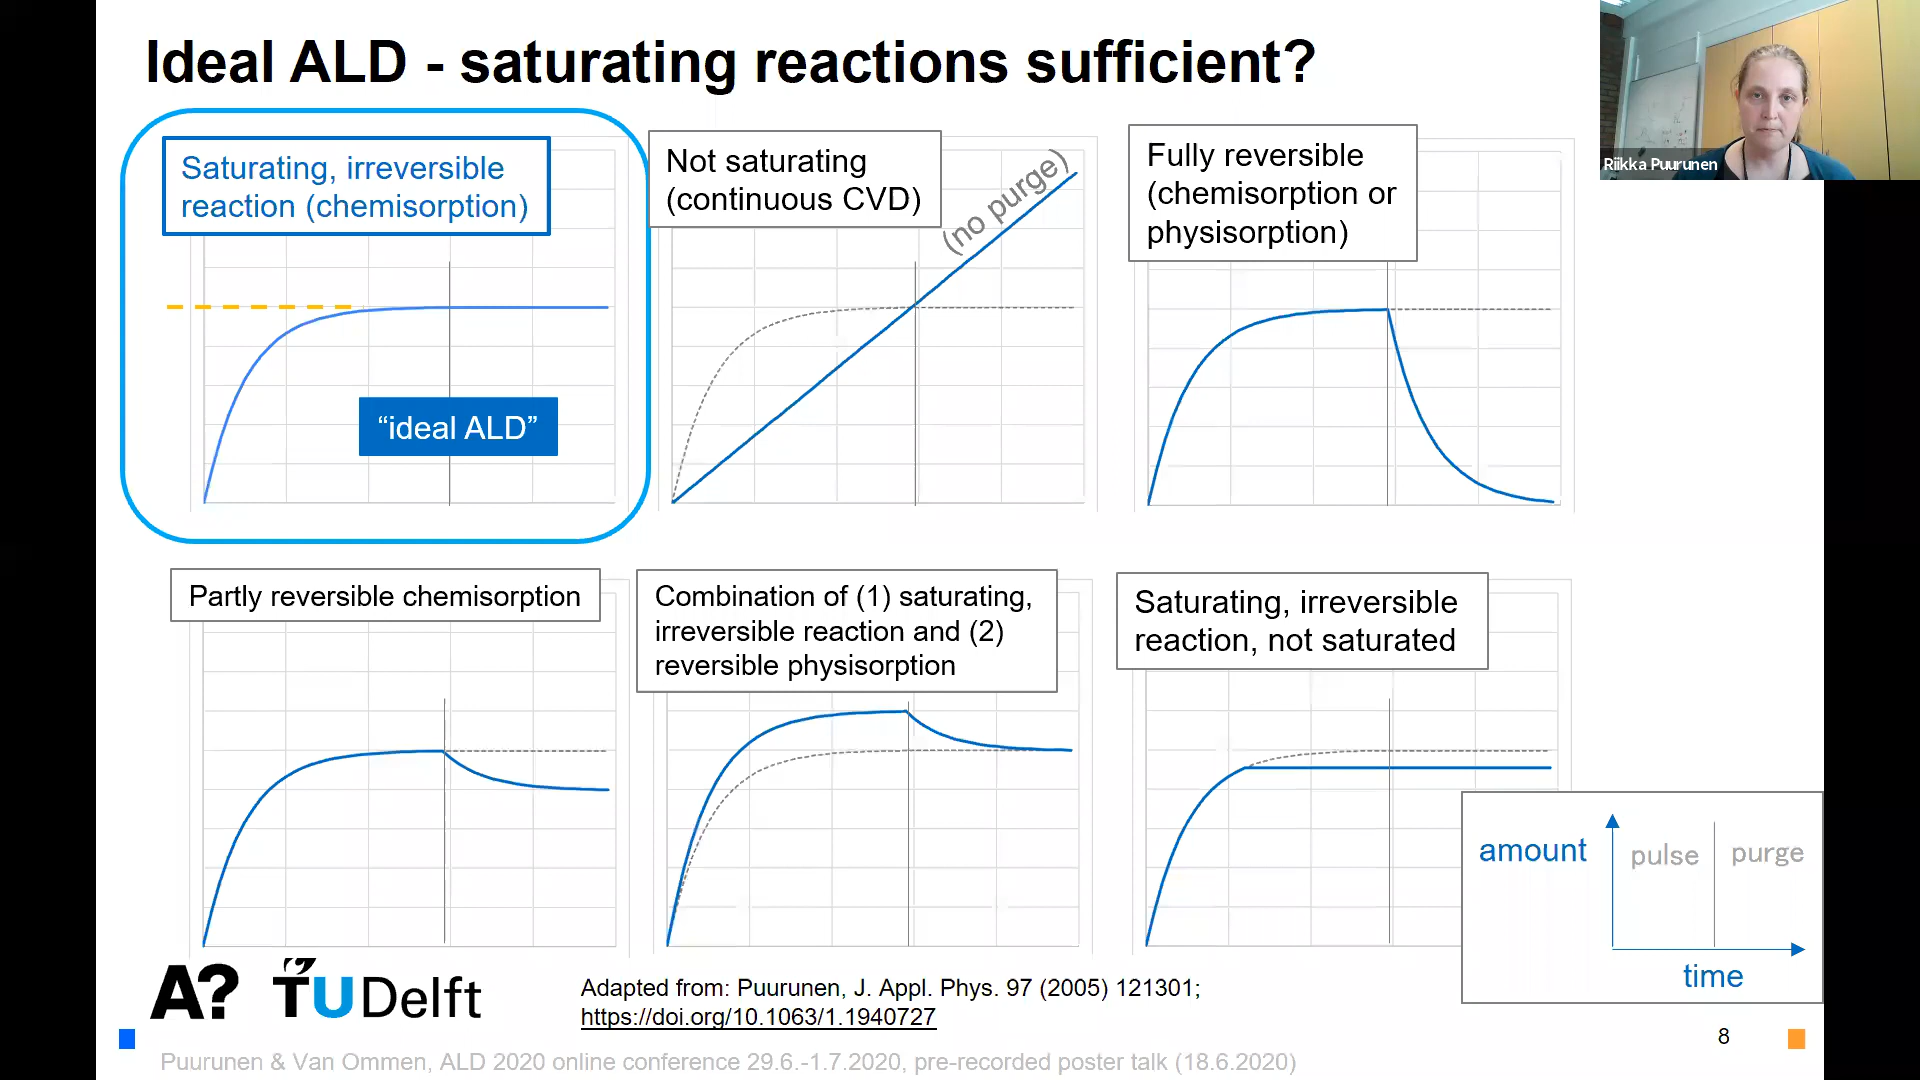 Ideal ALD - saturating reactions sufficient?
Riikka Puurunen
Saturating, irreversible
reaction (chemisorption)
"ideal ALD"
Not saturating
(continuous CVD)
(no purge)
Fully reversible
(chemisorption or
physisorption)
Partly reversible chemisorption
Combination of (1) saturating,
irreversible reaction and (2)
reversible physisorption
Saturating, irreversible
reaction, not saturated
amount
pulse
purge
time
A?
TUDelft
Adapted from: Puurunen, J. Appl. Phys. 97 (2005) 121301;
https://doi.org/10.1063/1.1940727
8
Puurunen & Van Ommen, ALD 2020 online conference 29.6.-1.7.2020, pre-recorded poster talk (18.6.2020)